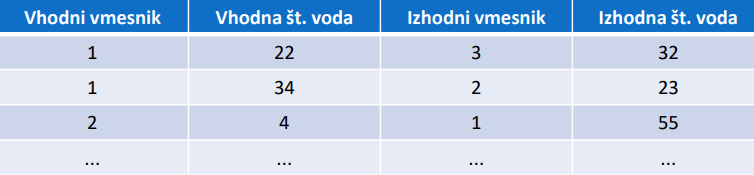 Vhodni vmesnik Vhodna št. voda Izhodni vmesnik Izhodna št. voda
1 22 3 32
1 34 2 23
2 4 1 55
... ... ... ...